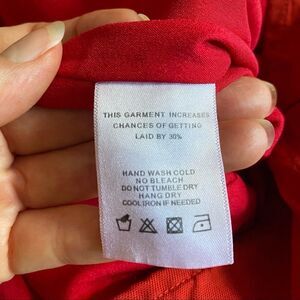 THIS GARMENT INCREASES
CHANCES OF GETTING
LAID BY 30%
HAND WASH COLD
NO BLEACH
DO NOT TUMBLE DRY
HANG DRY
COOL IRON IF NEEDED